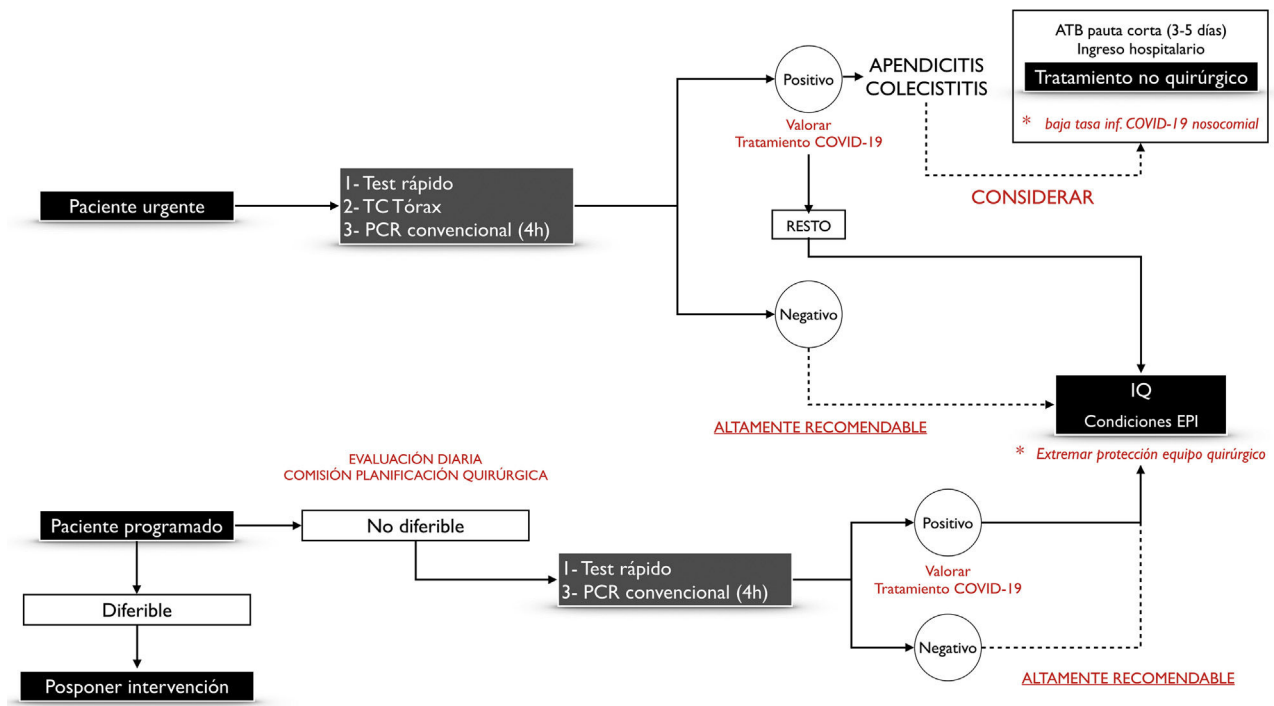 ATB pauta corta (3-5 días)
Ingreso hospitalario
Tratamiento no quirúrgico
* baja tasa inf. COVID-19 nosocomial
Positivo
APENDICITIS
COLECISTITIS
Valorar
Tratamiento COVID-19
CONSIDERAR
Paciente urgente
1- Test rápido
2- TC Tórax
3- PCR convencional (4h)
RESTO
Negativo
ALTAMENTE RECOMENDABLE
IQ
Condiciones EPI
* Extremar protección equipo quirúrgico
EVALUACIÓN DIARIA
COMISIÓN PLANIFICACIÓN QUIRÚRGICA
Paciente programado
No diferible
Diferible
Posponer intervención
1- Test rápido
3- PCR convencional (4h)
Positivo
Valorar
Tratamiento COVID-19
Negativo
ALTAMENTE RECOMENDABLE